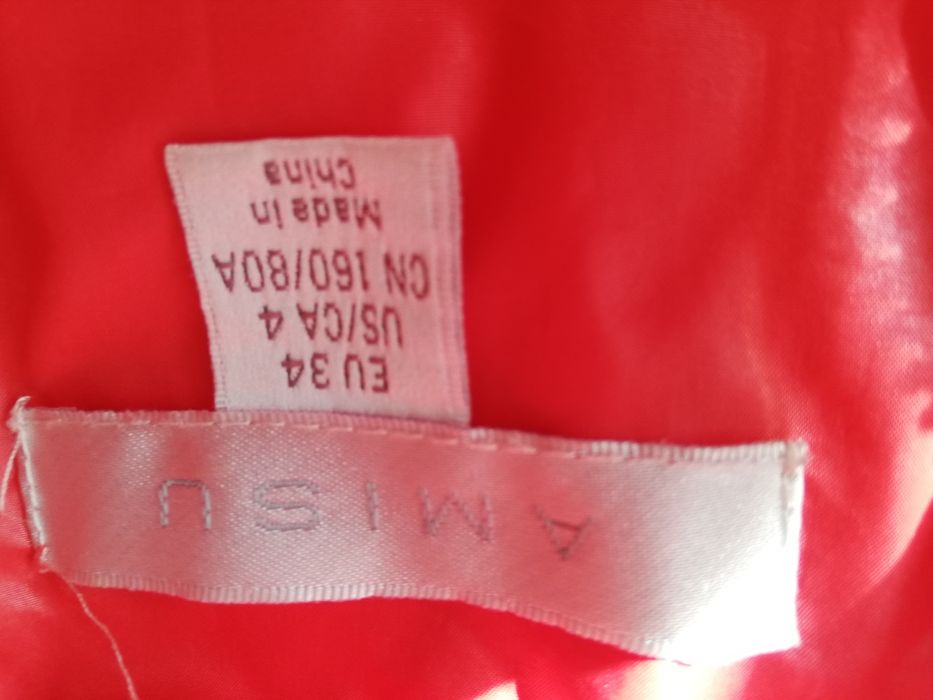 AMISU
EU 34
US/CA 4
CN 160/80A
Made in
China